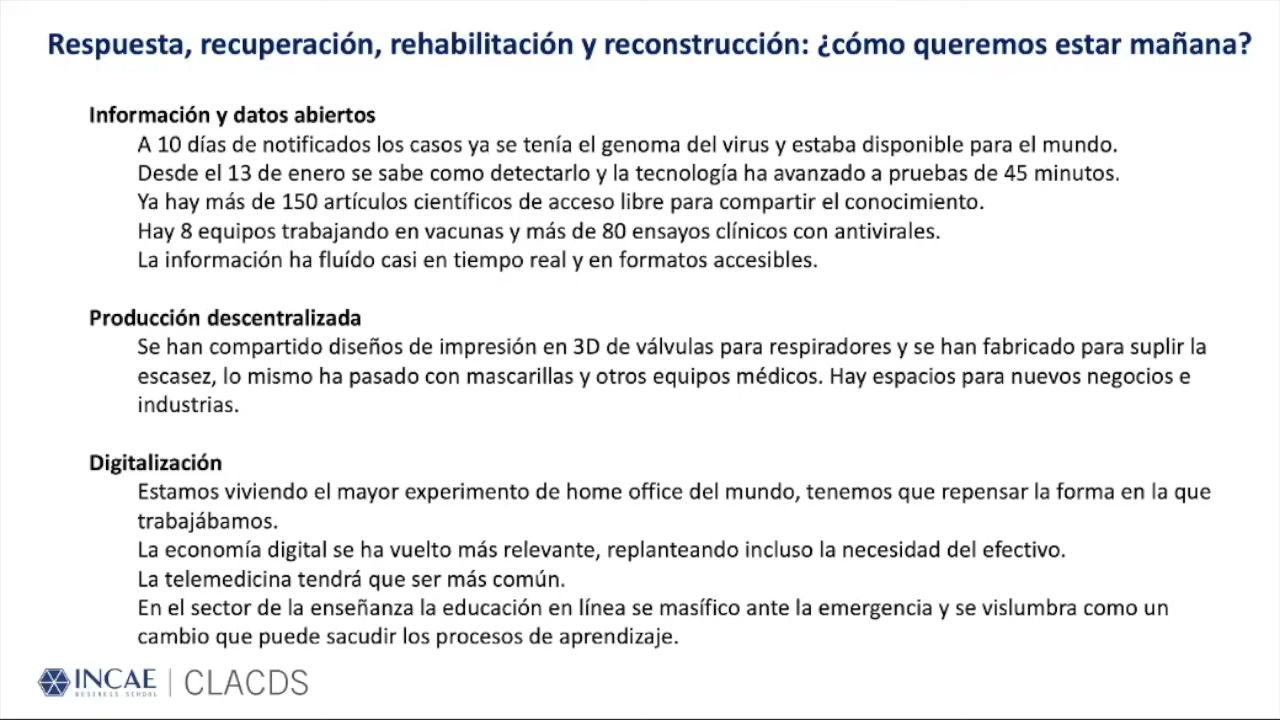 Respuesta, recuperación, rehabilitación y reconstrucción: ¿cómo queremos estar mañana?
Información y datos abiertos
A 10 días de notificados los casos ya se tenía el genoma del virus y estaba disponible para el mundo.
Desde el 13 de enero se sabe como detectarlo y la tecnología ha avanzado a pruebas de 45 minutos.
Ya hay más de 150 artículos científicos de acceso libre para compartir el conocimiento.
Hay 8 equipos trabajando en vacunas y más de 80 ensayos clínicos con antivirales.
La información ha fluído casi en tiempo real y en formatos accesibles.
Producción descentralizada
Se han compartido diseños de impresión en 3D de válvulas para respiradores y se han fabricado para suplir la
escasez, lo mismo ha pasado con mascarillas y otros equipos médicos. Hay espacios para nuevos negocios e
industrias.
Digitalización
Estamos viviendo el mayor experimento de home office del mundo, tenemos que repensar la forma en la que
trabajábamos.
La economía digital se ha vuelto más relevante, replanteando incluso la necesidad del efectivo.
La telemedicina tendrá que ser más común.
En el sector de la enseñanza la educación en línea se masífico ante la emergencia y se vislumbra como un
cambio que puede sacudir los procesos de aprendizaje.
INCAE | CLACDS
BUSINESS SCHOOL